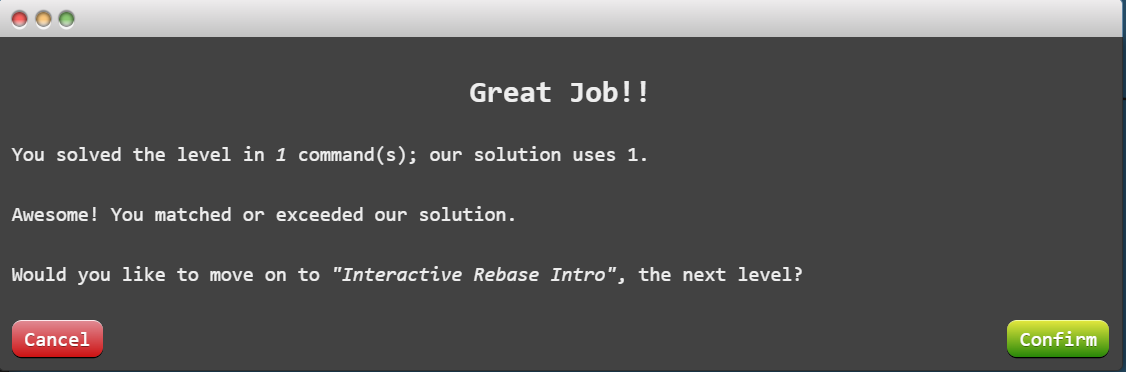 Great Job!!
You solved the level in 1 command(s); our solution uses 1.
Awesome! You matched or exceeded our solution.
Would you like to move on to "Interactive Rebase Intro", the next level?
Cancel
Confirm